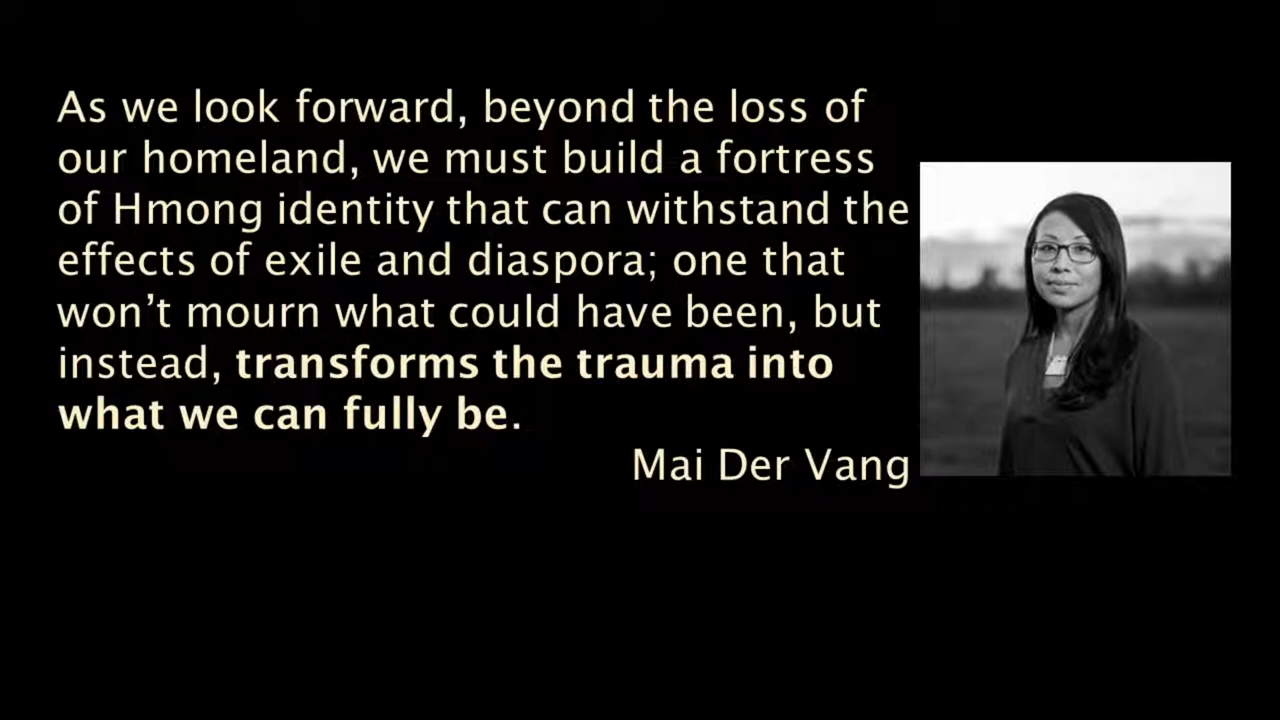 As we look forward, beyond the loss of
our homeland, we must build a fortress
of Hmong identity that can withstand the
effects of exile and diaspora; one that
won’t mourn what could have been, but
instead, transforms the trauma into
what we can fully be.
Mai Der Vang